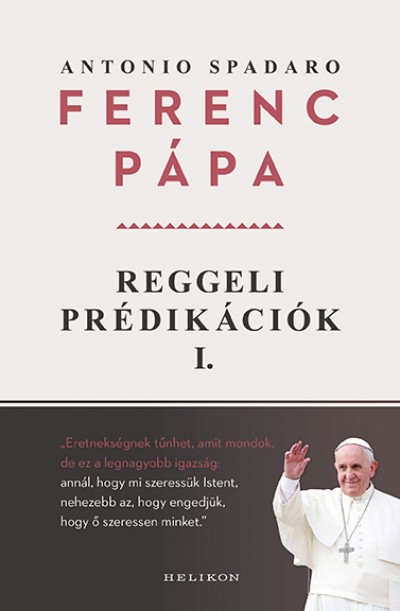 ANTONIO SPADARO
FERENC
PÁPA
REGGELI
PRÉDIKÁCIÓK
I.
„Eretnekségnek tűnhet, amit mondok,
de ez a legnagyobb igazság:
annál, hogy mi szeressük Istent,
nehezebb az, hogy engedjük,
hogy ő szeressen minket.”
HELIKON